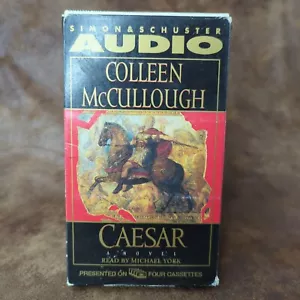 SIMON & SCHUSTER
AUDIO
COLLEEN
McCULLOUGH
CAESAR
A NOVEL
READ BY MICHAEL YORK
PRESENTED ON FOUR CASSETTES